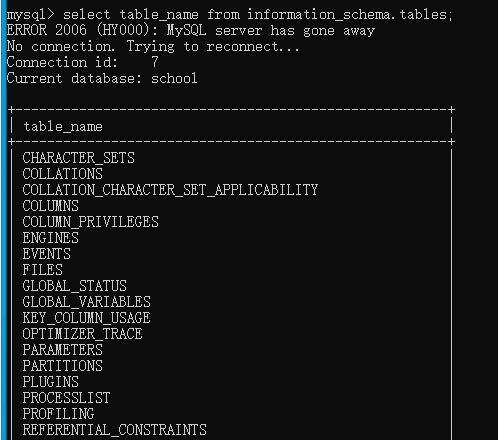 mysql> select table_name from information_schema.tables;
ERROR 2006 (HY000): MySQL server has gone away
No connection. Trying to reconnect...
Connection id:    7
Current database: school
+-----------------------------------------------------+
| table_name                                          |
+-----------------------------------------------------+
| CHARACTER_SETS                                      |
| COLLATIONS                                          |
| COLLATION_CHARACTER_SET_APPLICABILITY               |
| COLUMNS                                             |
| COLUMN_PRIVILEGES                                   |
| ENGINES                                             |
| EVENTS                                              |
| FILES                                               |
| GLOBAL_STATUS                                       |
| GLOBAL_VARIABLES                                    |
| KEY_COLUMN_USAGE                                    |
| OPTIMIZER_TRACE                                     |
| PARAMETERS                                          |
| PARTITIONS                                          |
| PLUGINS                                             |
| PROCESSLIST                                         |
| PROFILING                                           |
| REFERENTIAL_CONSTRAINTS                             |